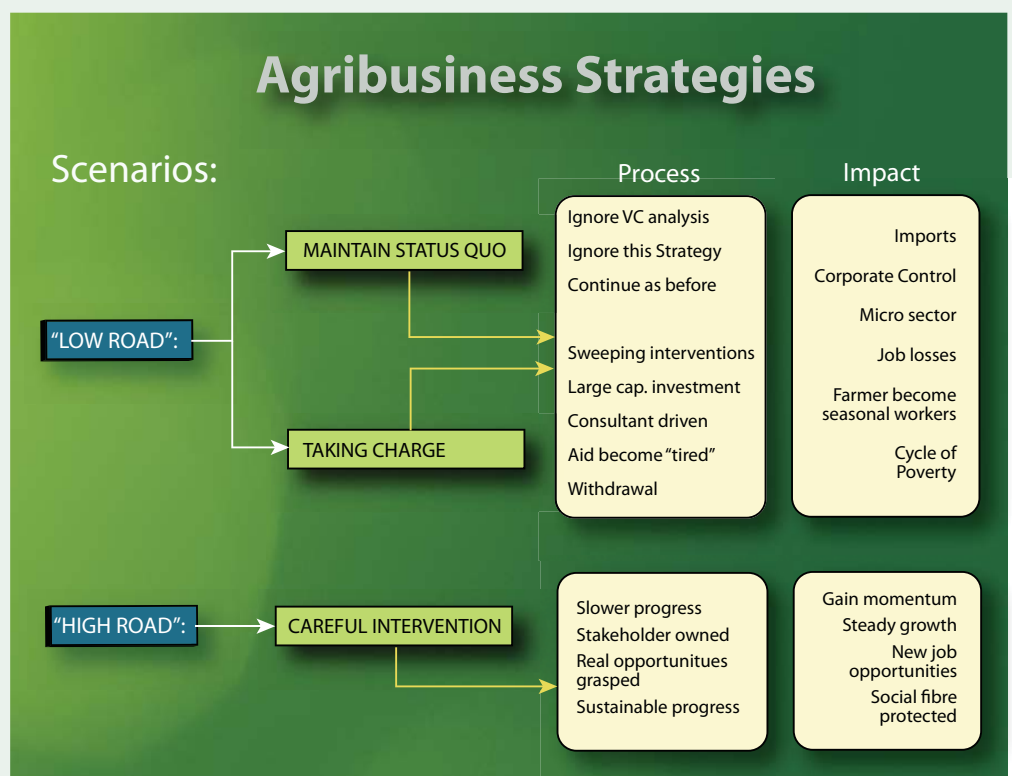 Agribusiness Strategies
Scenarios:
Process
Impact
"LOW ROAD":
MAINTAIN STATUS QUO
TAKING CHARGE
Ignore VC analysis
Ignore this Strategy
Continue as before
Sweeping interventions
Large cap. investment
Consultant driven
Aid become "tired"
Withdrawal
Imports
Corporate Control
Micro sector
Job losses
Farmer become
seasonal workers
Cycle of
Poverty
"HIGH ROAD":
CAREFUL INTERVENTION
Slower progress
Stakeholder owned
Real opportunitues
grasped
Sustainable progress
Gain momentum
Steady growth
New job
opportunities
Social fibre
protected